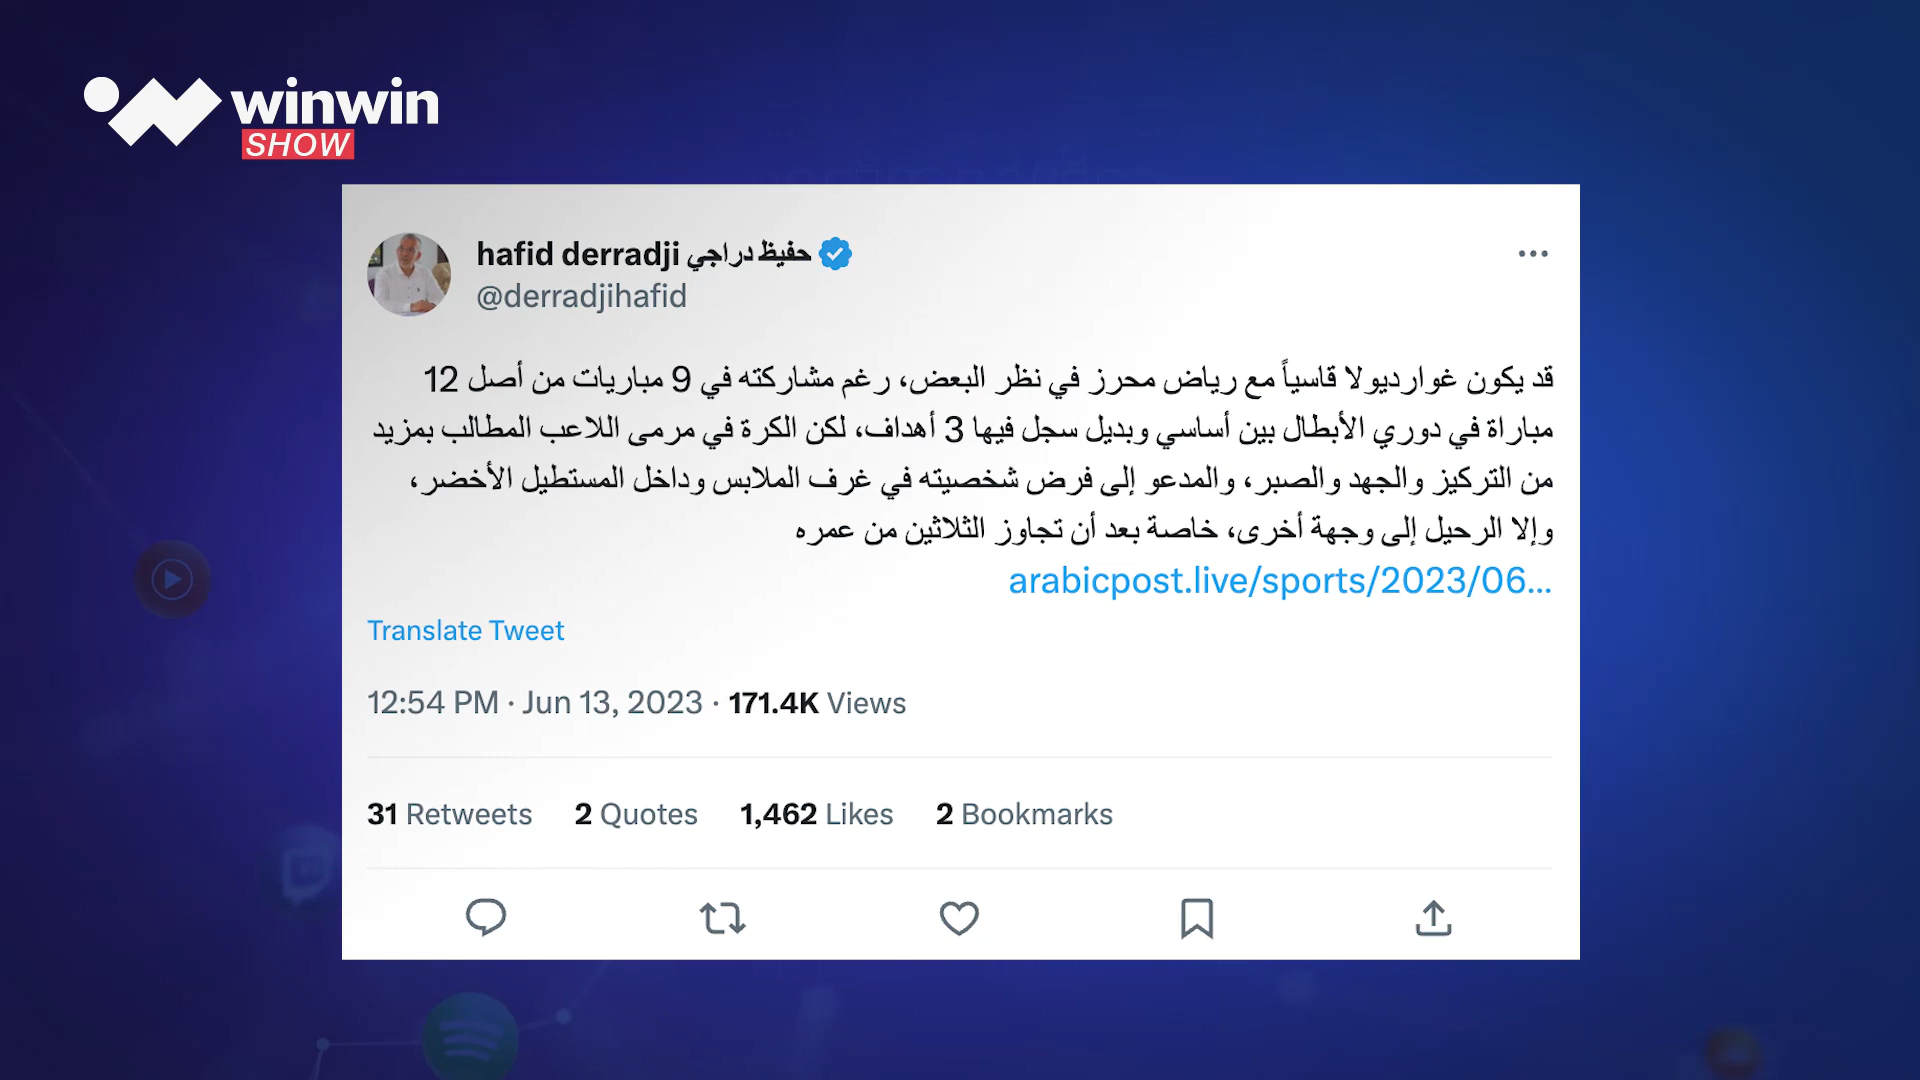 winwin
SHOW
hafid derradji حفيظ دراجي
@derradjihafid
قد يكون غوارديولا قاسياً مع رياض محرز في نظر البعض، رغم مشاركته في 9 مباريات من أصل 12
مباراة في دوري الأبطال بين أساسي وبديل سجل فيها 3 أهداف، لكن الكرة في مرمى اللاعب المطالب بمزيد
من التركيز والجهد والصبر، والمدعو إلى فرض شخصيته في غرف الملابس وداخل المستطيل الأخضر،
وإلا الرحيل إلى وجهة أخرى، خاصة بعد أن تجاوز الثلاثين من عمره
arabicpost.live/sports/2023/06...
Translate Tweet
12:54 PM · Jun 13, 2023 · 171.4K Views
31 Retweets 2 Quotes 1,462 Likes 2 Bookmarks